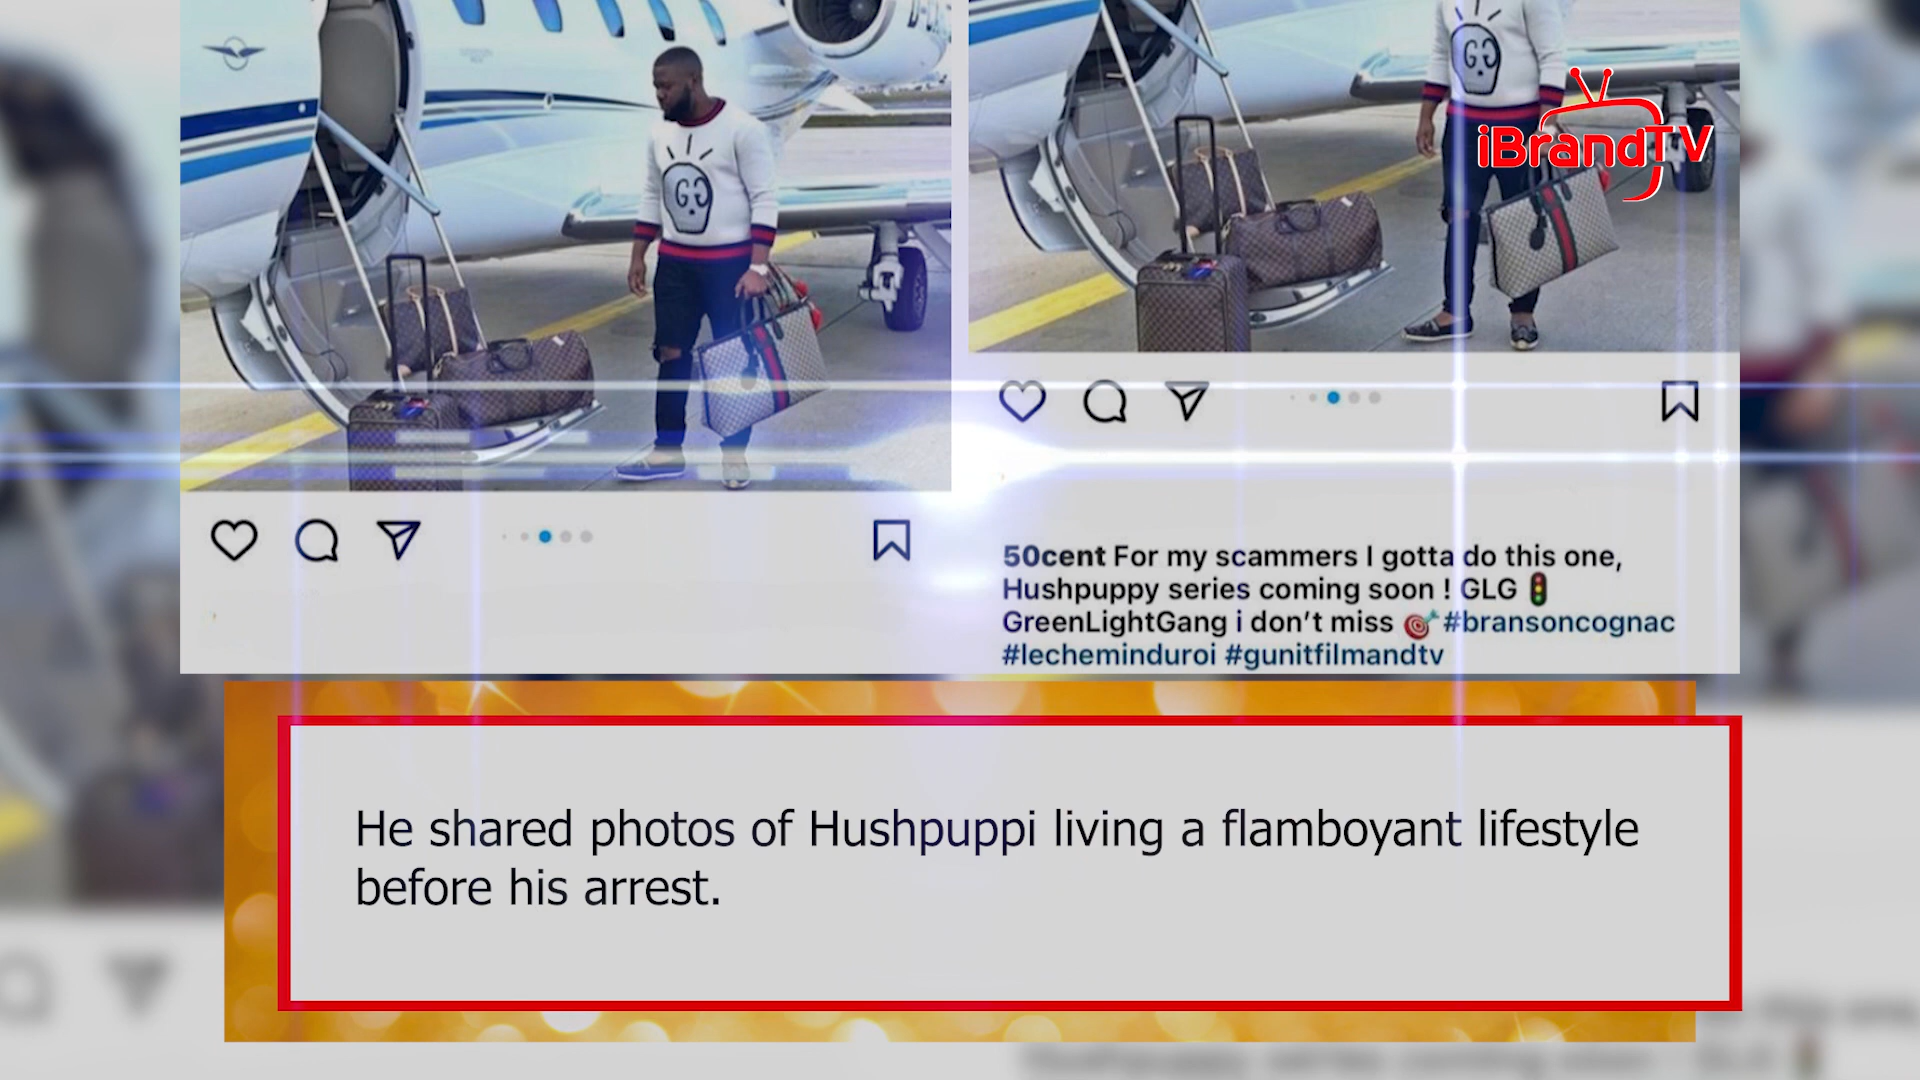 iBrandTV
50cent For my scammers I gotta do this one,
Hushpuppy series coming soon ! GLG 🚦
GreenLightGang i don't miss 🎯 #bransoncognac
#lecheminduroi #gunitfilmandtv
He shared photos of Hushpuppi living a flamboyant lifestyle
before his arrest.